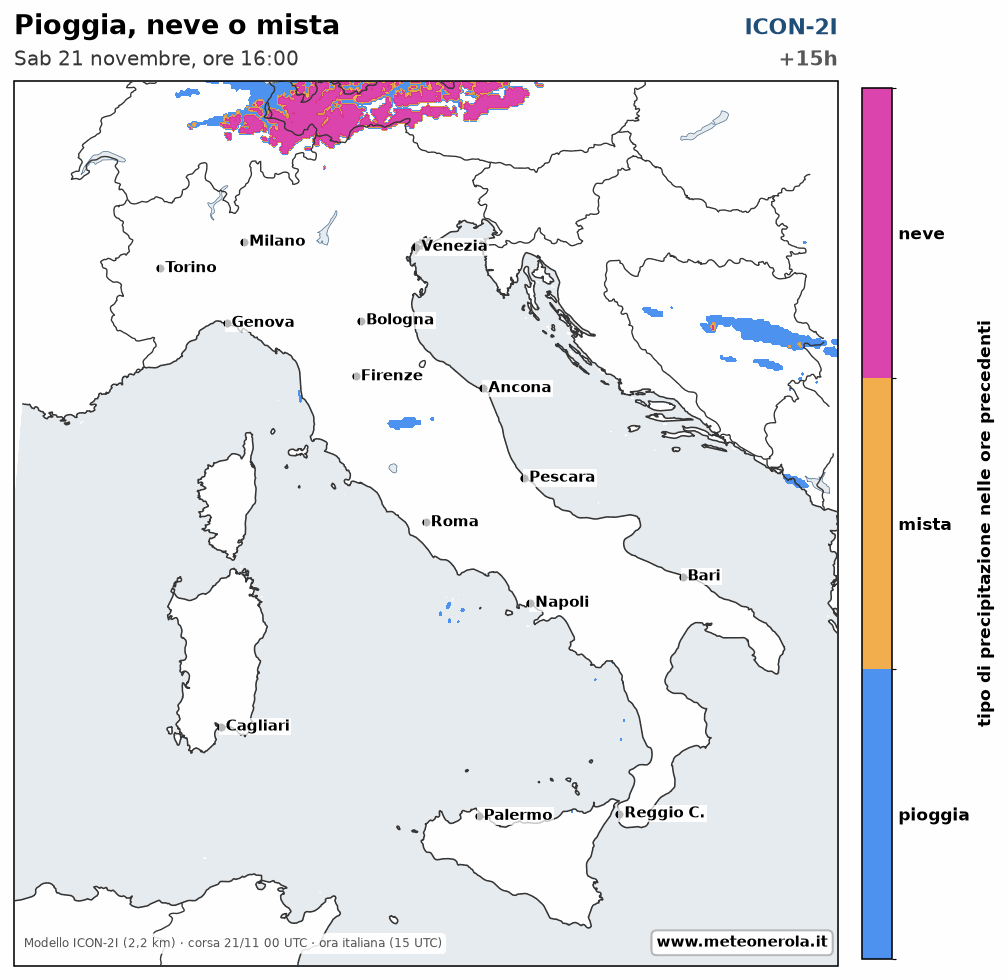 Pioggia, neve o mista
ICON-2I
Sab 21 novembre, ore 16:00
+15h
neve
Milano
Venezia
Torino
Genova
Bologna
Firenze
Ancona
Pescara
mista
Roma
Bari
Napoli
Cagliari
Palermo
Reggio C.
pioggia
tipo di precipitazione nelle ore precedenti
Modello ICON-2I (2,2 km) · corsa 21/11 00 UTC · ora italiana (15 UTC)
www.meteonerola.it